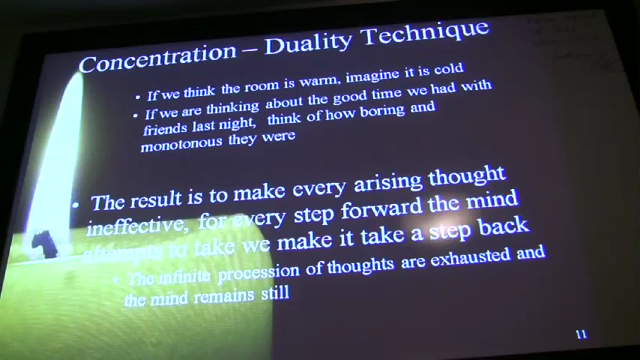 Concentration – Duality Technique
• If we think the room is warm, imagine it is cold
• If we are thinking about the good time we had with
friends last night, think of how boring and
monotonous they were
• The result is to make every arising thought
ineffective, for every step forward the mind
attempts to take we make it take a step back
• The infinite procession of thoughts are exhausted and
the mind remains still
11